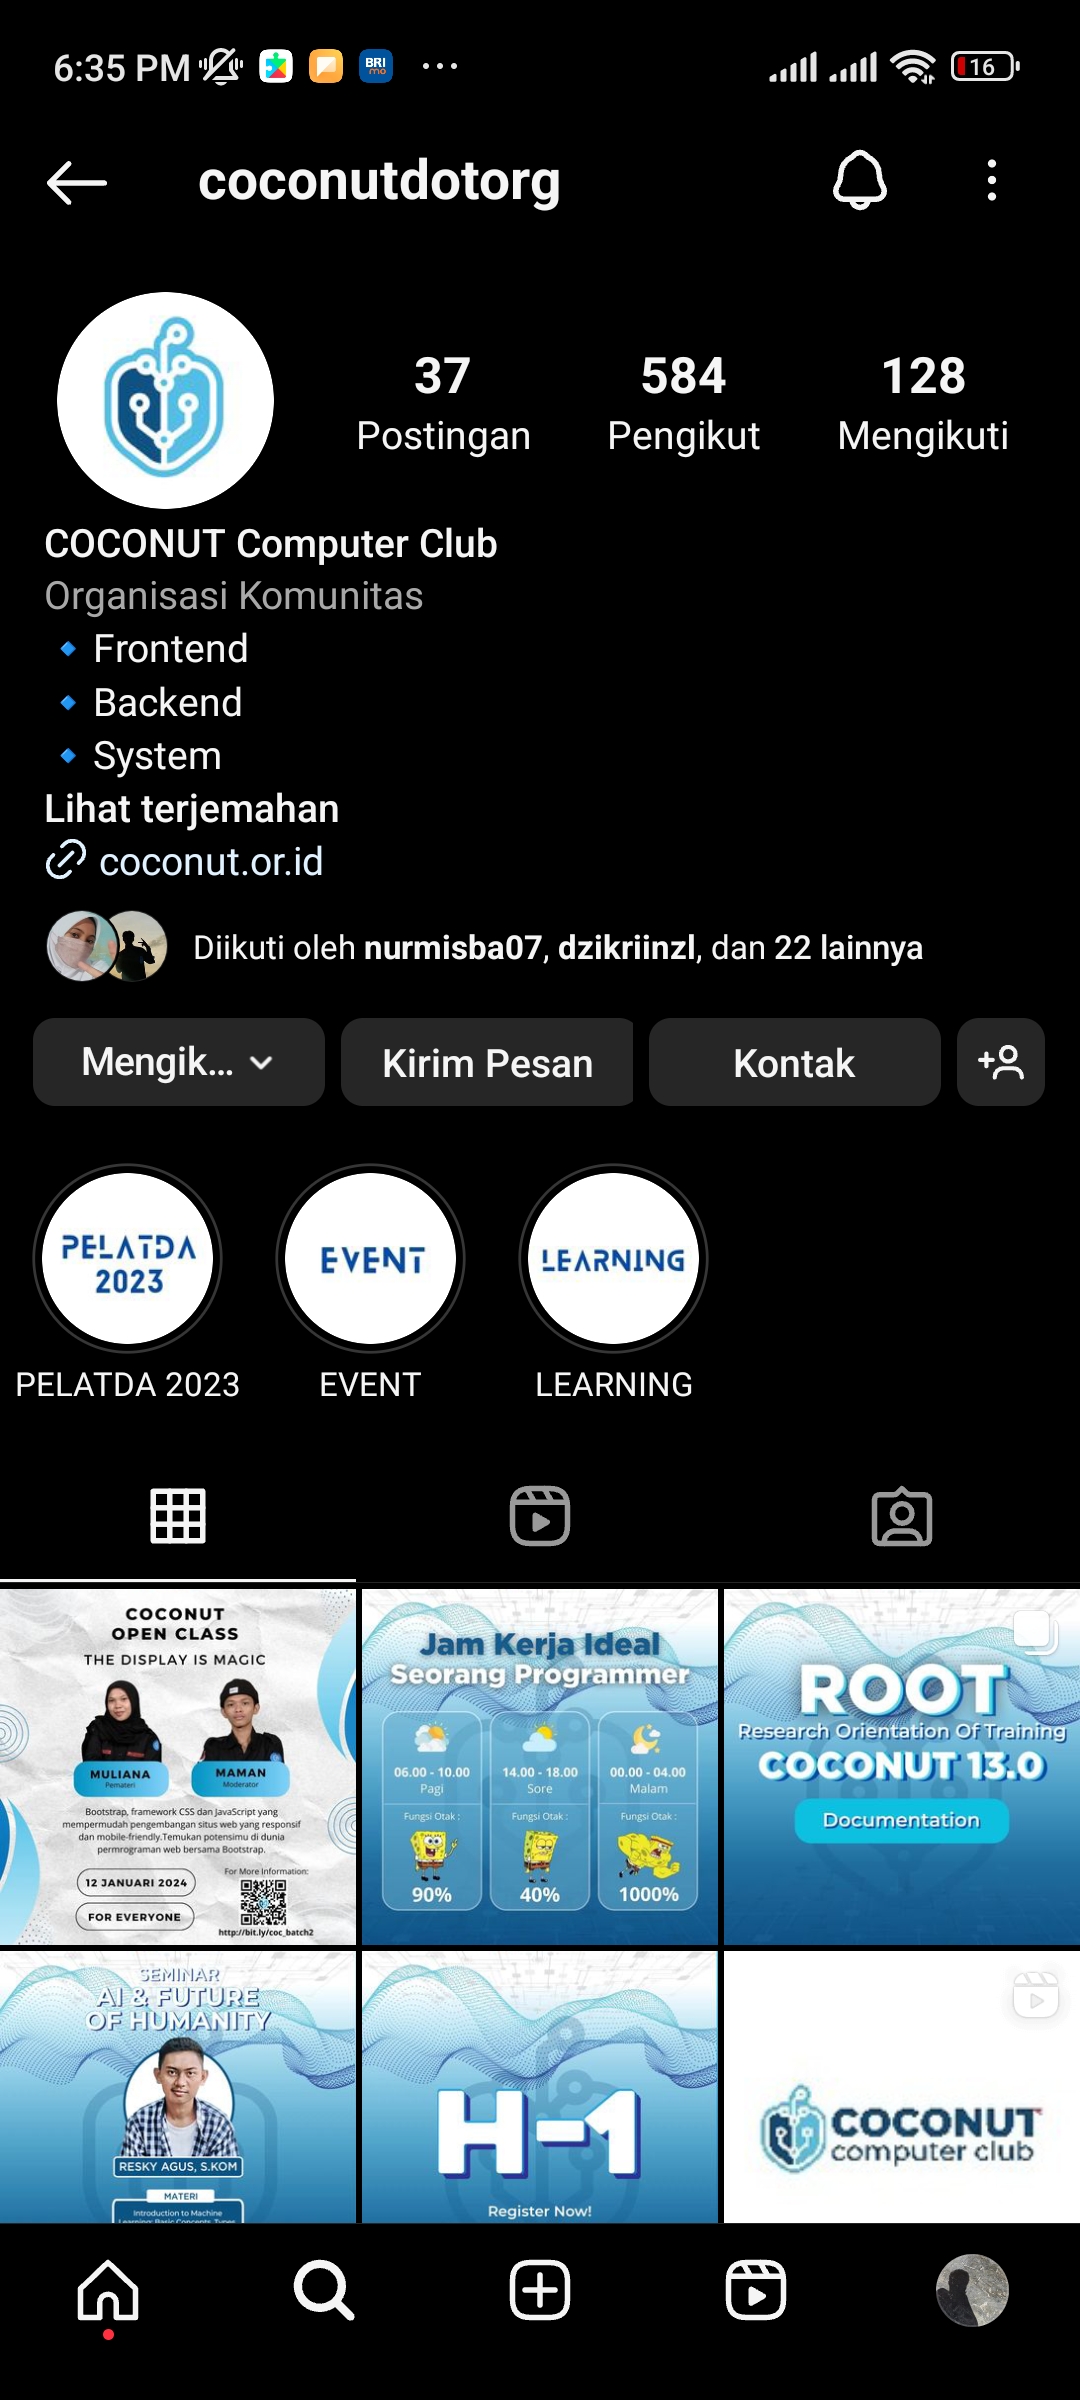 6:35 PM
BRI
mo
16
coconutdotorg
37
Postingan
584
Pengikut
128
Mengikuti
COCONUT Computer Club
Organisasi Komunitas
Frontend
Backend
System
Lihat terjemahan
coconut.or.id
Diikuti oleh nurmisba07, dzikriinzl, dan 22 lainnya
Mengik...
Kirim Pesan
Kontak
PELATDA
2023
EVENT
LEARNING
PELATDA 2023
EVENT
LEARNING
COCONUT
OPEN CLASS
THE DISPLAY IS MAGIC
MULIANA
Pemateri
MAMAN
Moderator
Bootstrap, framework CSS dan JavaScript yang
mempermudah pengembangan situs web yang responsif
dan mobile-friendly.Temukan potensimu di dunia
permrograman web bersama Bootstrap.
12 JANUARI 2024
FOR EVERYONE
For More Information:
http://bit.ly/coc_batch2
Jam Kerja Ideal
Seorang Programmer
06.00 - 10.00
Pagi
Fungsi Otak :
90%
14.00 - 18.00
Sore
Fungsi Otak :
40%
00.00 - 04.00
Malam
Fungsi Otak :
1000%
ROOT
Research Orientation Of Training
COCONUT 13.0
Documentation
SEMINAR
AI & FUTURE
OF HUMANITY
RESKY AGUS, S.KOM
MATERI
Introduction to Machine
Learning: Basic Concepts, Types
H-1
Register Now!
COCONUT
computer club